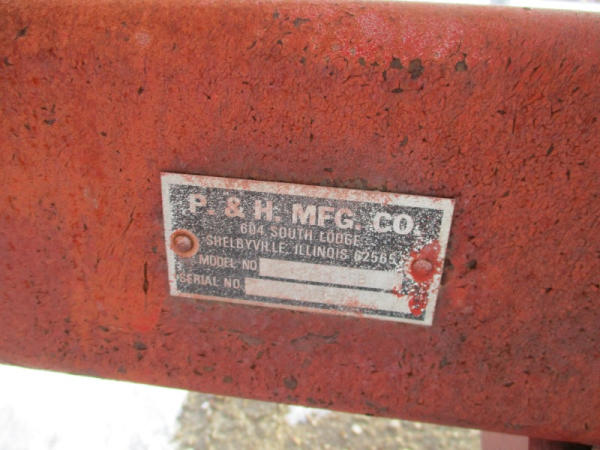 P. & H. MFG. CO.
604 SOUTH LODGE
SHELBYVILLE, ILLINOIS 62565
MODEL NO
SERIAL NO.